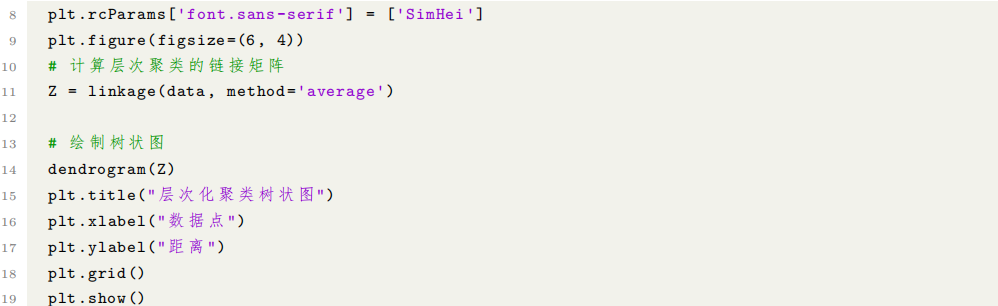 8 plt.rcParams['font.sans-serif'] = ['SimHei']
9 plt.figure(figsize=(6, 4))
10 # 计算层次聚类的链接矩阵
11 Z = linkage(data, method='average')
12
13 # 绘制树状图
14 dendrogram(Z)
15 plt.title("层次化聚类树状图")
16 plt.xlabel("数据点")
17 plt.ylabel("距离")
18 plt.grid()
19 plt.show()